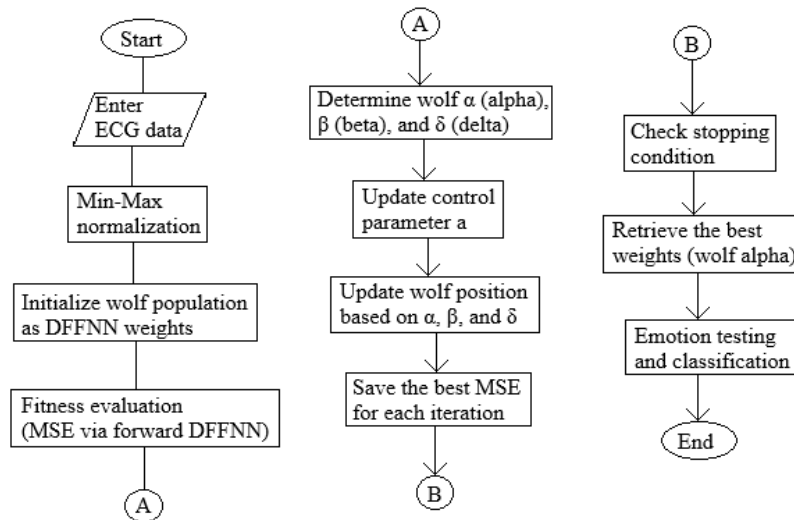 Start
Enter
ECG data
Min-Max
normalization
Initialize wolf population
as DFFNN weights
Fitness evaluation
(MSE via forward DFFNN)
A
A
Determine wolf α (alpha),
β (beta), and δ (delta)
Update control
parameter a
Update wolf position
based on α, β, and δ
Save the best MSE
for each iteration
B
B
Check stopping
condition
Retrieve the best
weights (wolf alpha)
Emotion testing
and classification
End